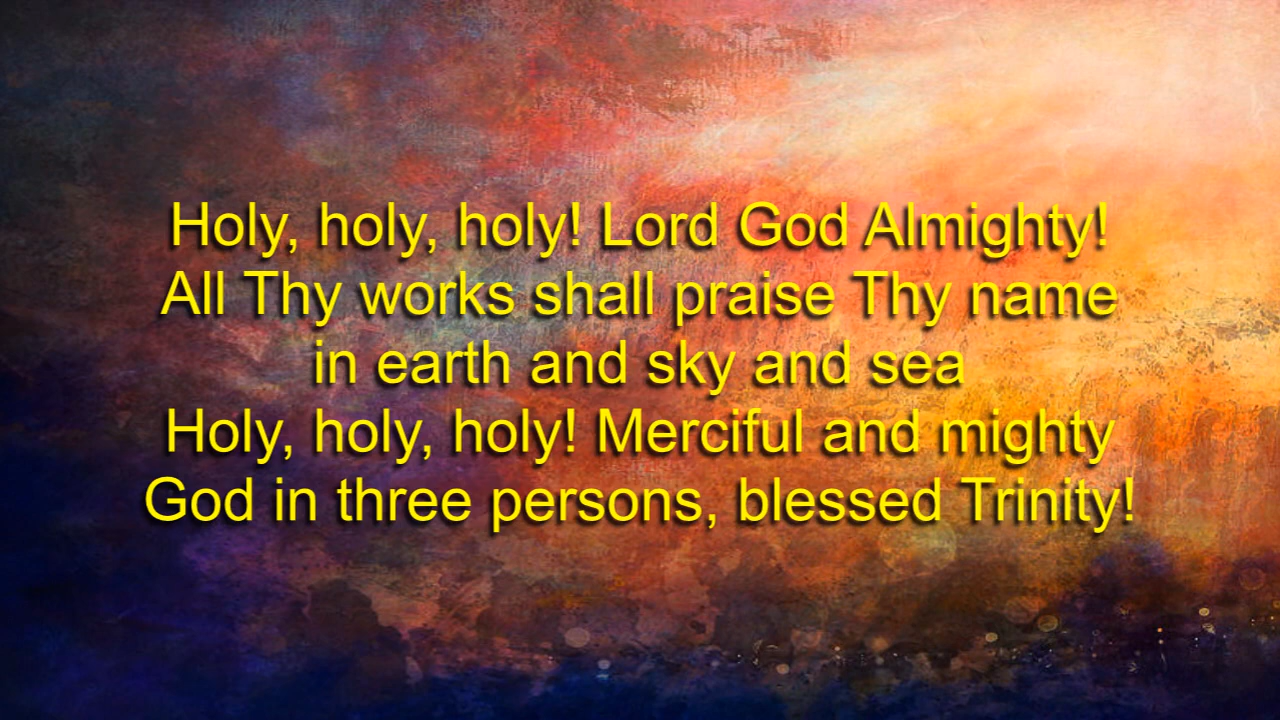 Holy, holy, holy! Lord God Almighty!
All Thy works shall praise Thy name
in earth and sky and sea
Holy, holy, holy! Merciful and mighty
God in three persons, blessed Trinity!